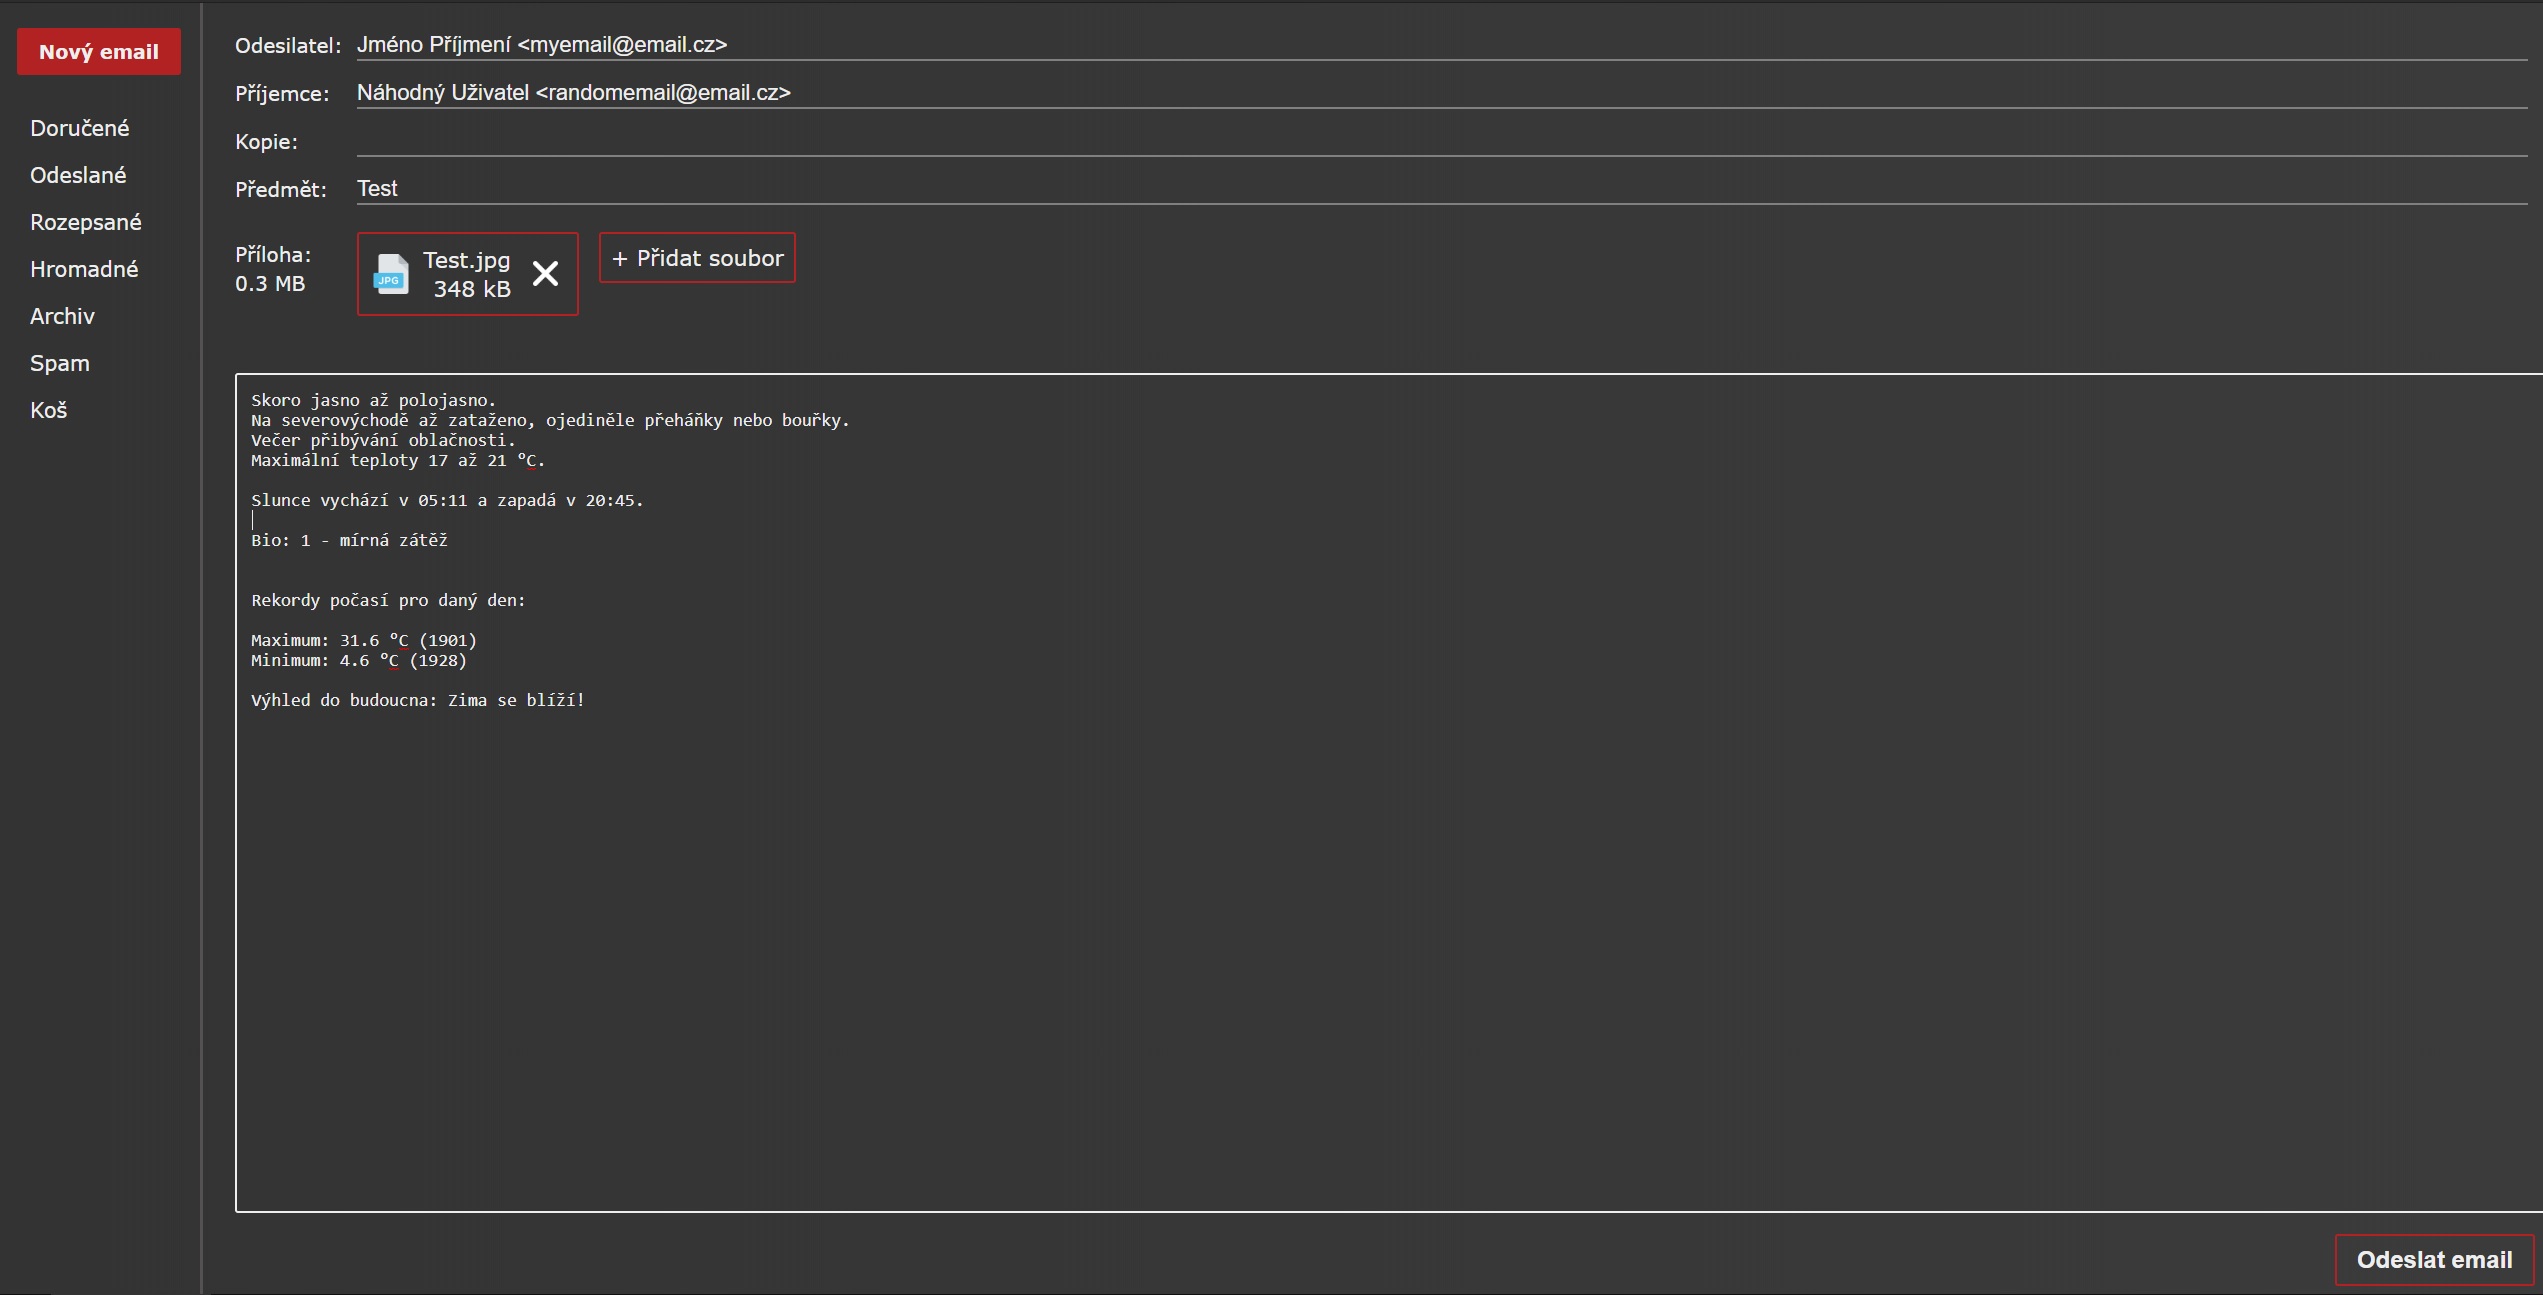 Nový email
Doručené
Odeslané
Rozepsané
Hromadné
Archiv
Spam
Koš
Odesilatel: Jméno Příjmení <myemail@email.cz>
Příjemce: Náhodný Uživatel <randomemail@email.cz>
Kopie:
Předmět: Test
Příloha:
0.3 MB
JPG
Test.jpg
348 kB
+ Přidat soubor
Skoro jasno až polojasno.
Na severovýchodě až zataženo, ojediněle přeháňky nebo bouřky.
Večer přibývání oblačnosti.
Maximální teploty 17 až 21 °C.
Slunce vychází v 05:11 a zapadá v 20:45.
Bio: 1 - mírná zátěž
Rekordy počasí pro daný den:
Maximum: 31.6 °C (1901)
Minimum: 4.6 °C (1928)
Výhled do budoucna: Zima se blíží!
Odeslat email